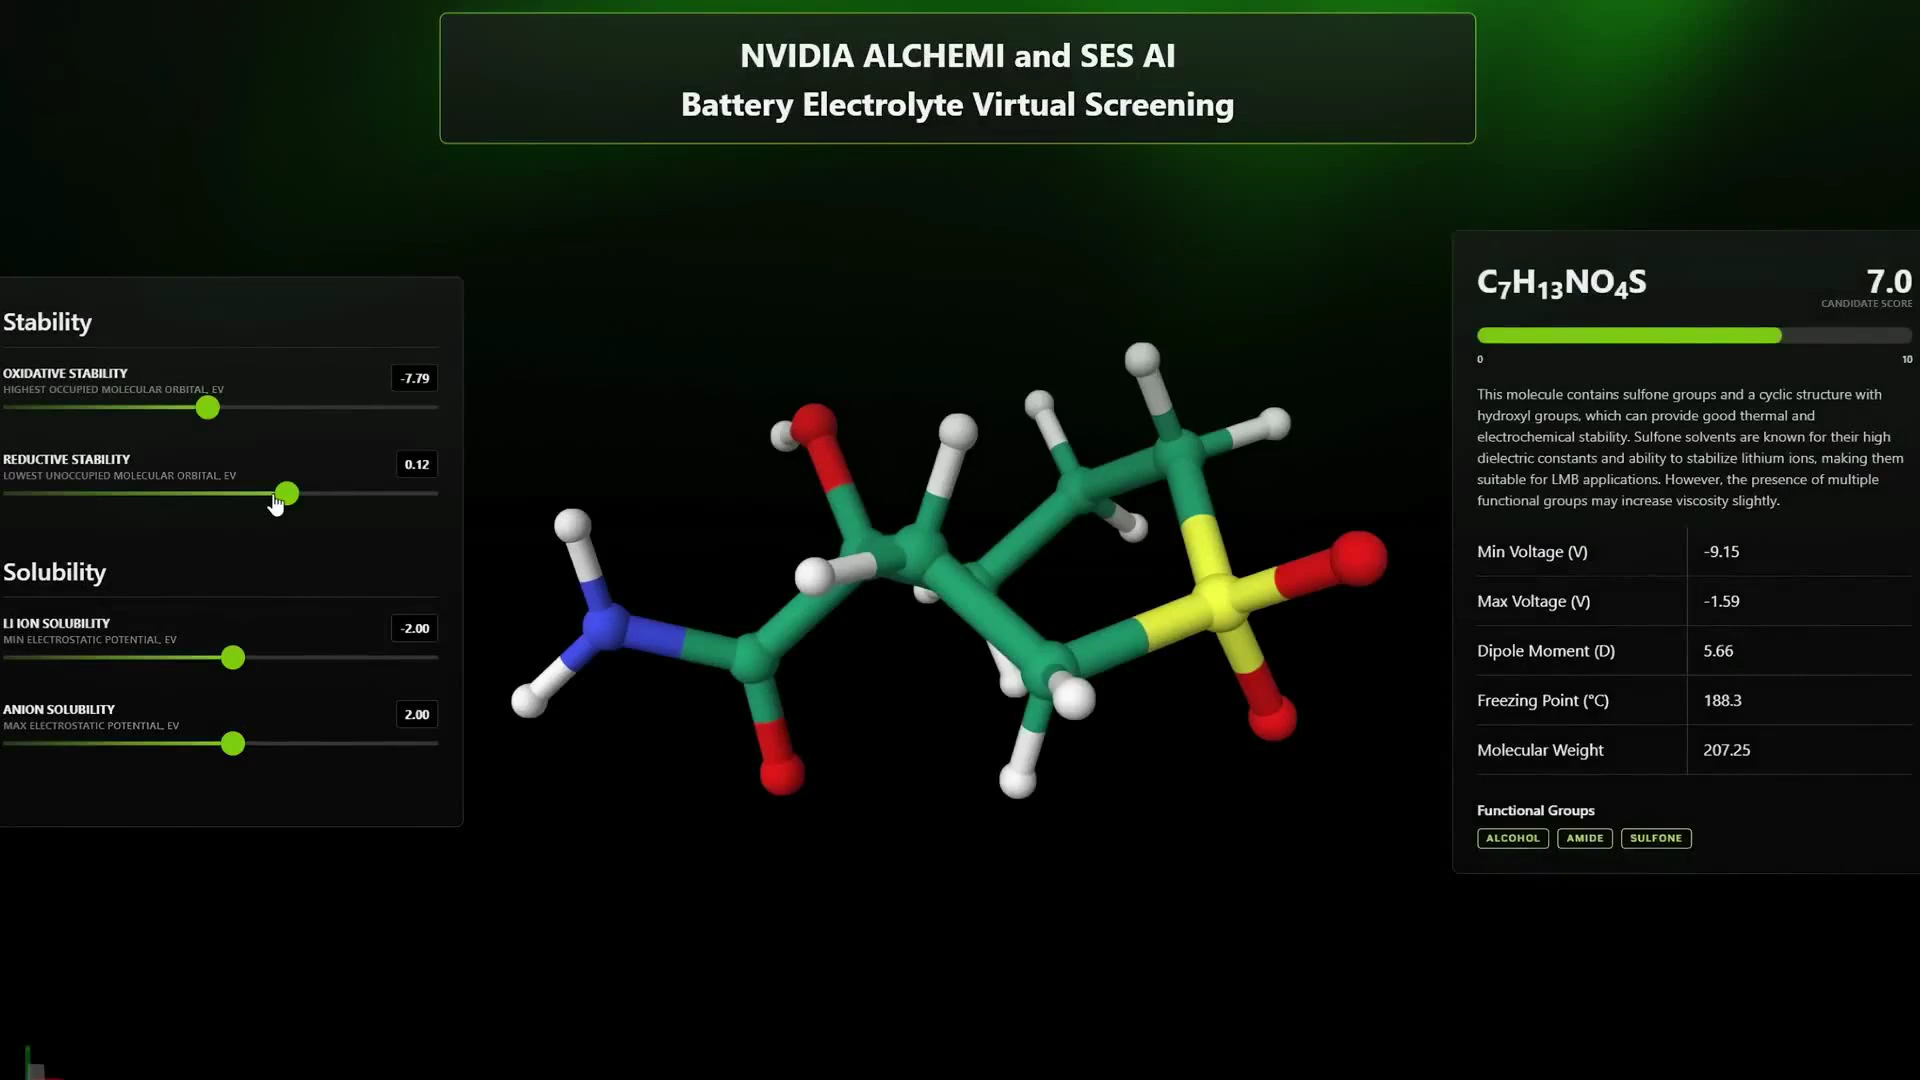 NVIDIA ALCHEMI and SES AI
Battery Electrolyte Virtual Screening
Stability
OXIDATIVE STABILITY
HIGHEST OCCUPIED MOLECULAR ORBITAL, EV
-7.79
REDUCTIVE STABILITY
LOWEST UNOCCUPIED MOLECULAR ORBITAL, EV
0.12
Solubility
LI ION SOLUBILITY
MIN ELECTROSTATIC POTENTIAL, EV
-2.00
ANION SOLUBILITY
MAX ELECTROSTATIC POTENTIAL, EV
2.00
C₇H₁₃NO₄S
7.0
CANDIDATE SCORE
0
10
This molecule contains sulfone groups and a cyclic structure with
hydroxyl groups, which can provide good thermal and
electrochemical stability. Sulfone solvents are known for their high
dielectric constants and ability to stabilize lithium ions, making them
suitable for LMB applications. However, the presence of multiple
functional groups may increase viscosity slightly.
Min Voltage (V) -9.15
Max Voltage (V) -1.59
Dipole Moment (D) 5.66
Freezing Point (°C) 188.3
Molecular Weight 207.25
Functional Groups
ALCOHOL AMIDE SULFONE